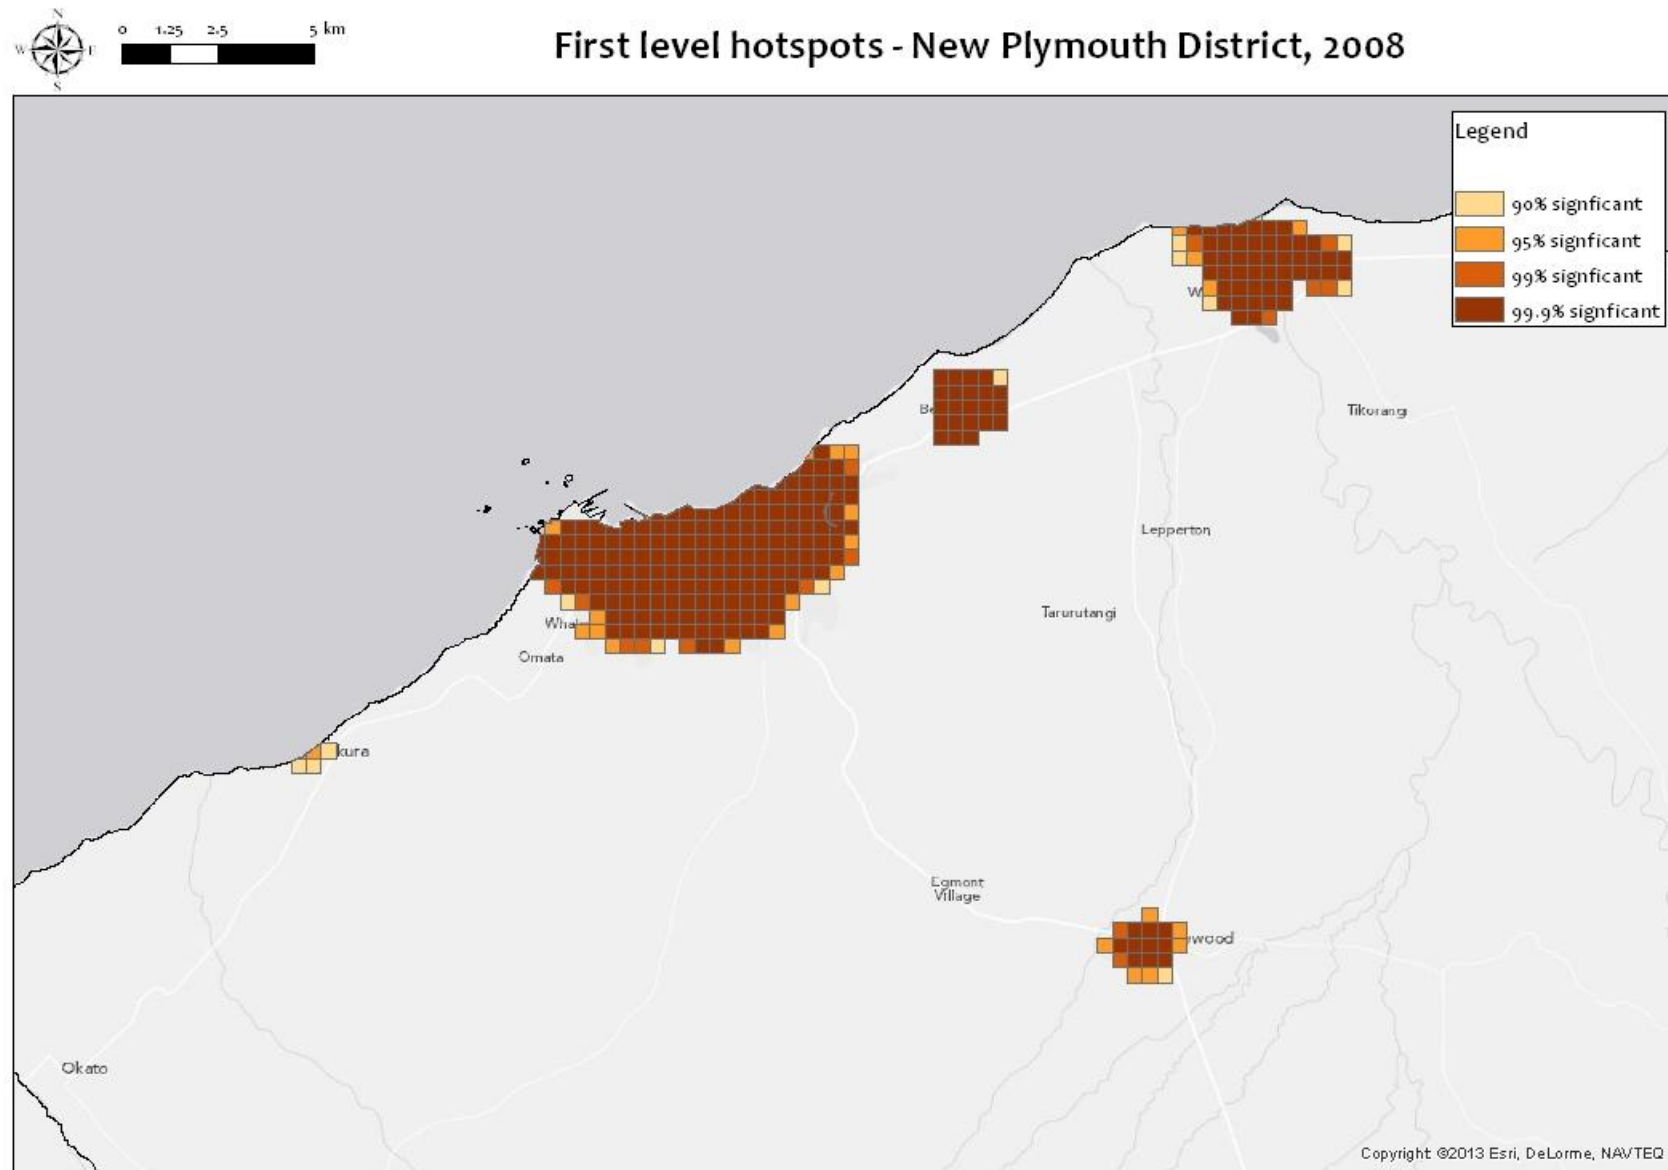 N
W E
S
0 1.25 2.5 5 km
First level hotspots - New Plymouth District, 2008
Legend
90% signficant
95% signficant
99% signficant
99.9% signficant
W
Be
Tikorangi
Lepperton
Tarurutangi
Wha
Omata
kura
Egmont
Village
wood
Okato
Copyright ©2013 Esri, DeLorme, NAVTEQ